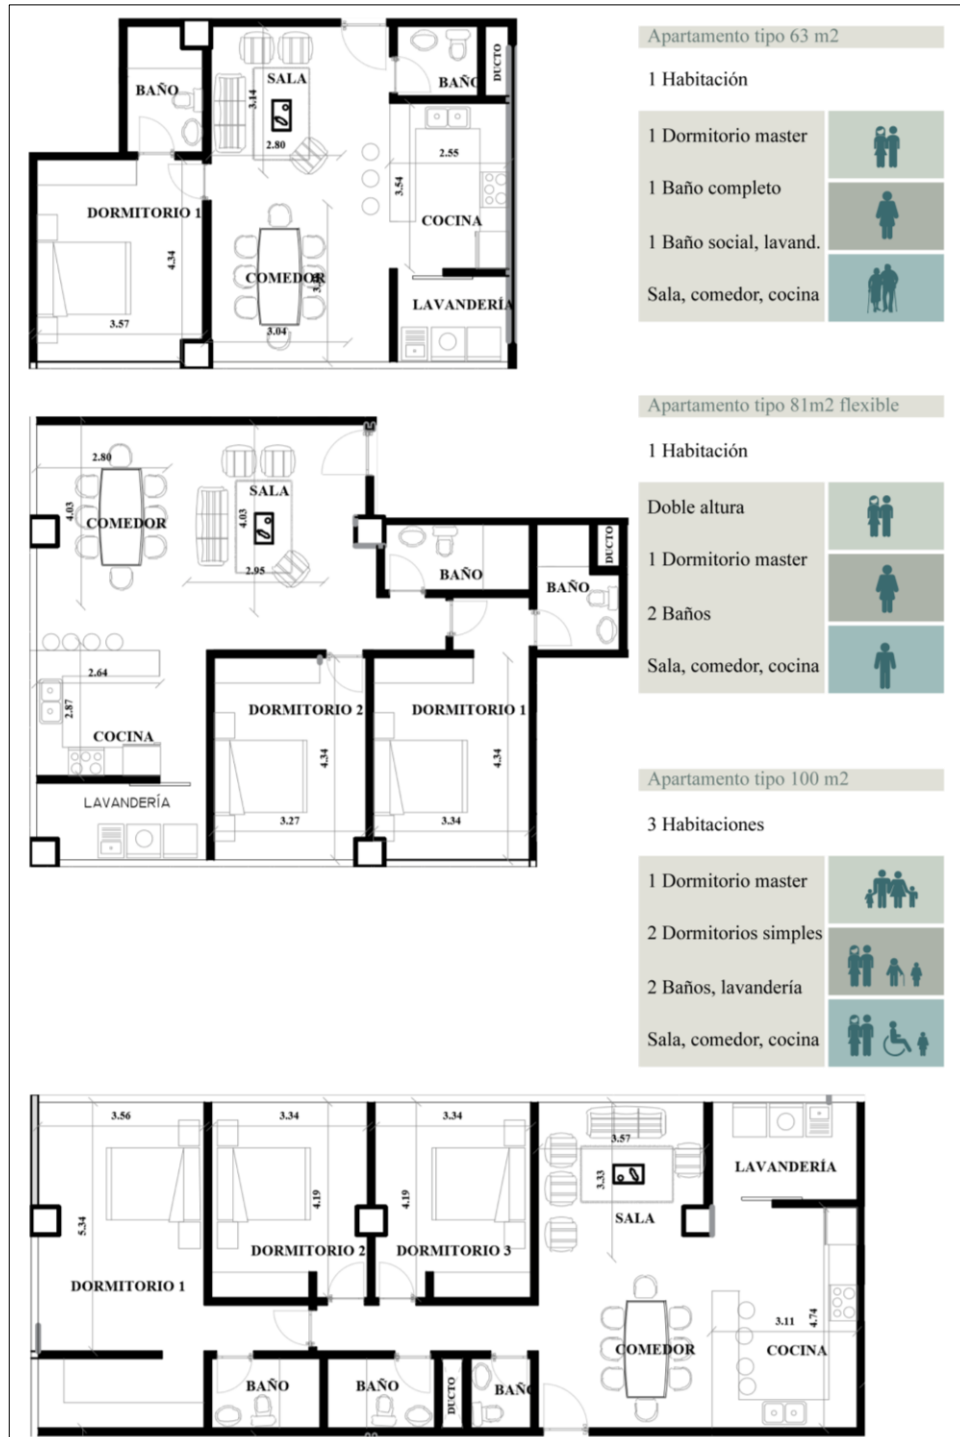 BAÑO
SALA
3.14
2.80
BAÑO
DUCTO
2.55
3.54
COCINA
DORMITORIO 1
4.34
3.57
COMEDOR
3.04
LAVANDERÍA
Apartamento tipo 63 m2
1 Habitación
1 Dormitorio master
1 Baño completo
1 Baño social, lavand.
Sala, comedor, cocina
2.80
4.03
COMEDOR
SALA
4.03
2.95
BAÑO
BAÑO
DUCTO
2.64
2.87
COCINA
LAVANDERÍA
DORMITORIO 2
4.34
3.27
DORMITORIO 1
4.34
3.34
Apartamento tipo 81m2 flexible
1 Habitación
Doble altura
1 Dormitorio master
2 Baños
Sala, comedor, cocina
Apartamento tipo 100 m2
3 Habitaciones
1 Dormitorio master
2 Dormitorios simples
2 Baños, lavandería
Sala, comedor, cocina
3.56
5.34
DORMITORIO 1
3.34
4.19
DORMITORIO 2
3.34
4.19
DORMITORIO 3
3.57
3.33
SALA
LAVANDERÍA
COMEDOR
3.11
4.74
COCINA
BAÑO
BAÑO
DUCTO
BAÑO